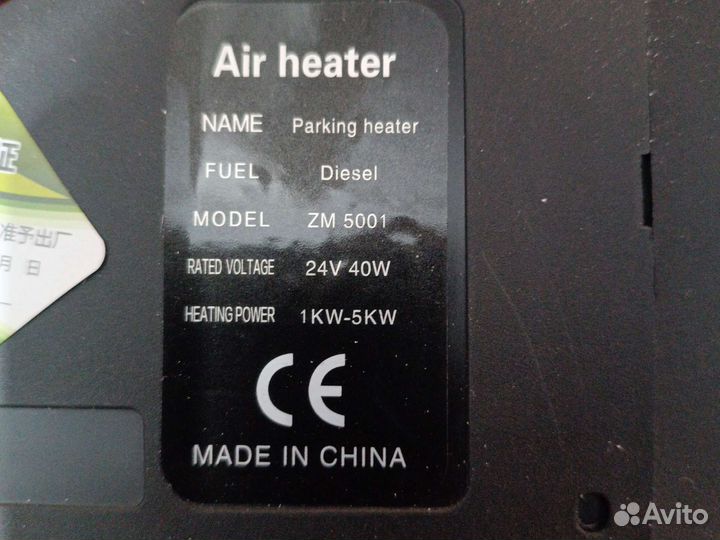 Air heater
NAME Parking heater
FUEL Diesel
MODEL ZM 5001
RATED VOLTAGE 24V 40W
HEATING POWER 1KW-5KW
CE
MADE IN CHINA
证
准予出厂
月 日
Avito